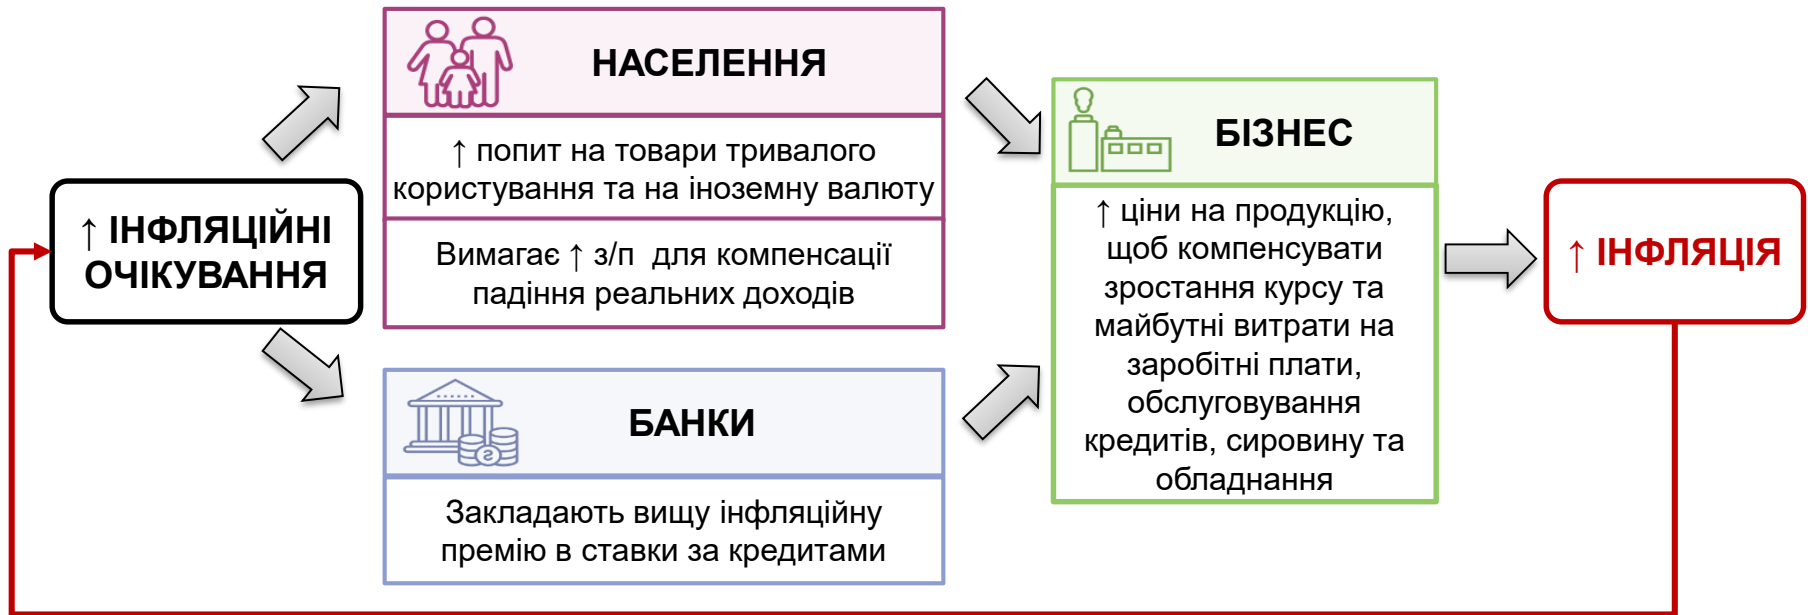 ↑ ІНФЛЯЦІЙНІ
ОЧІКУВАННЯ
НАСЕЛЕННЯ
↑ попит на товари тривалого
користування та на іноземну валюту
Вимагає ↑ з/п для компенсації
падіння реальних доходів
БАНКИ
Закладають вищу інфляційну
премію в ставки за кредитами
БІЗНЕС
↑ ціни на продукцію,
щоб компенсувати
зростання курсу та
майбутні витрати на
заробітні плати,
обслуговування
кредитів, сировину та
обладнання
↑ ІНФЛЯЦІЯ